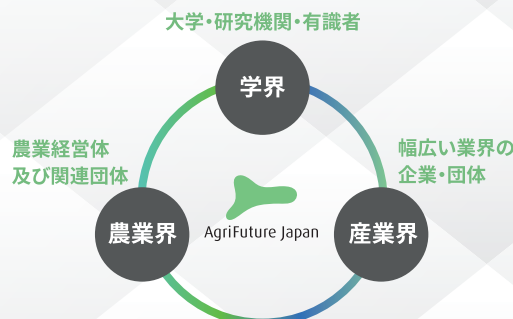 大学・研究機関・有識者
学界
農業経営体
及び関連団体
幅広い業界の
企業・団体
農業界
AgriFuture Japan
産業界